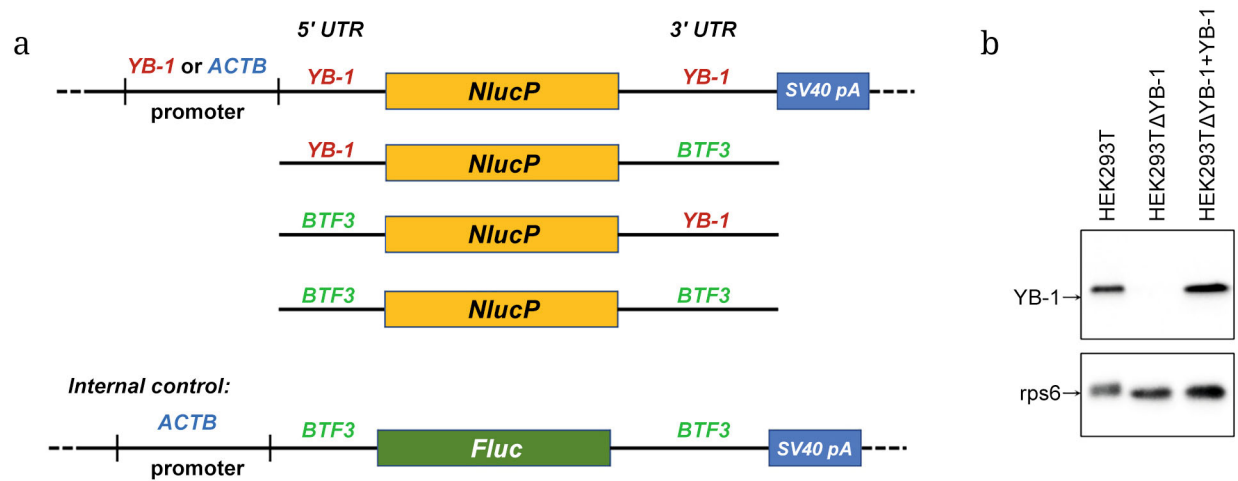 a
5' UTR
3' UTR
YB-1 or ACTB
promoter
YB-1
NlucP
YB-1
SV40 pA
YB-1
NlucP
BTF3
BTF3
NlucP
YB-1
BTF3
NlucP
BTF3
Internal control:
ACTB
promoter
BTF3
Fluc
BTF3
SV40 pA
b
HEK293T
HEK293TΔYB-1
HEK293TΔYB-1+YB-1
YB-1→
rps6→